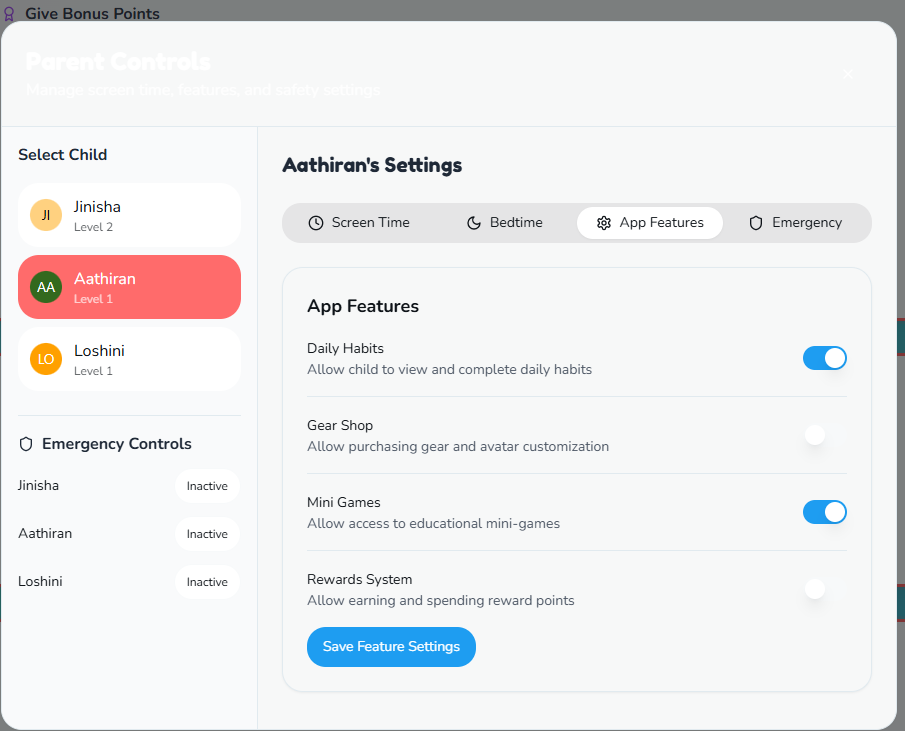 Give Bonus Points
Parent Controls
Manage screen time, features, and safety settings
Select Child
JI
Jinisha
Level 2
AA
Aathiran
Level 1
LO
Loshini
Level 1
Emergency Controls
Jinisha
Inactive
Aathiran
Inactive
Loshini
Inactive
Aathiran's Settings
Screen Time
Bedtime
App Features
Emergency
App Features
Daily Habits
Allow child to view and complete daily habits
Gear Shop
Allow purchasing gear and avatar customization
Mini Games
Allow access to educational mini-games
Rewards System
Allow earning and spending reward points
Save Feature Settings